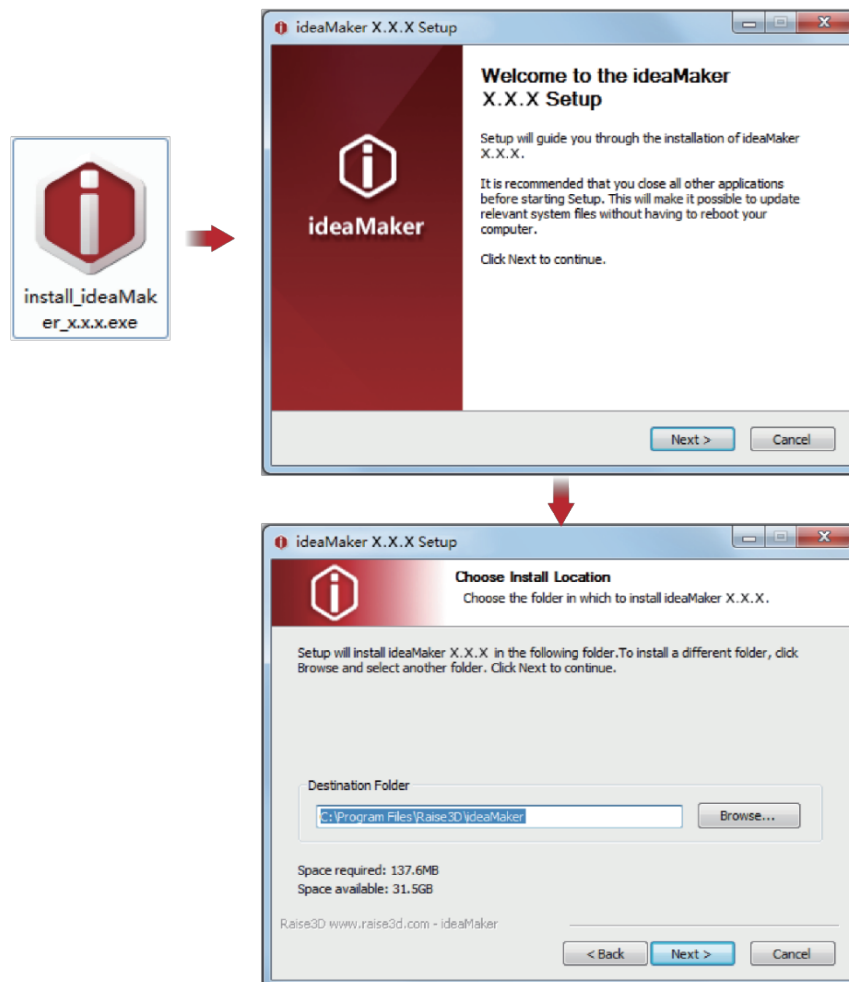 install_ideaMak
er_x.x.x.exe
ideaMaker X.X.X Setup
ideaMaker
Welcome to the ideaMaker
X.X.X Setup
Setup will guide you through the installation of ideaMaker
X.X.X.
It is recommended that you close all other applications
before starting Setup. This will make it possible to update
relevant system files without having to reboot your
computer.
Click Next to continue.
Next >
Cancel
ideaMaker X.X.X Setup
Choose Install Location
Choose the folder in which to install ideaMaker X.X.X.
Setup will install ideaMaker X.X.X in the following folder.To install a different folder, click
Browse and select another folder. Click Next to continue.
Destination Folder
C:\Program Files\Raise3D\ideaMaker
Browse...
Space required: 137.6MB
Space available: 31.5GB
Raise3D www.raise3d.com - ideaMaker
< Back
Next >
Cancel